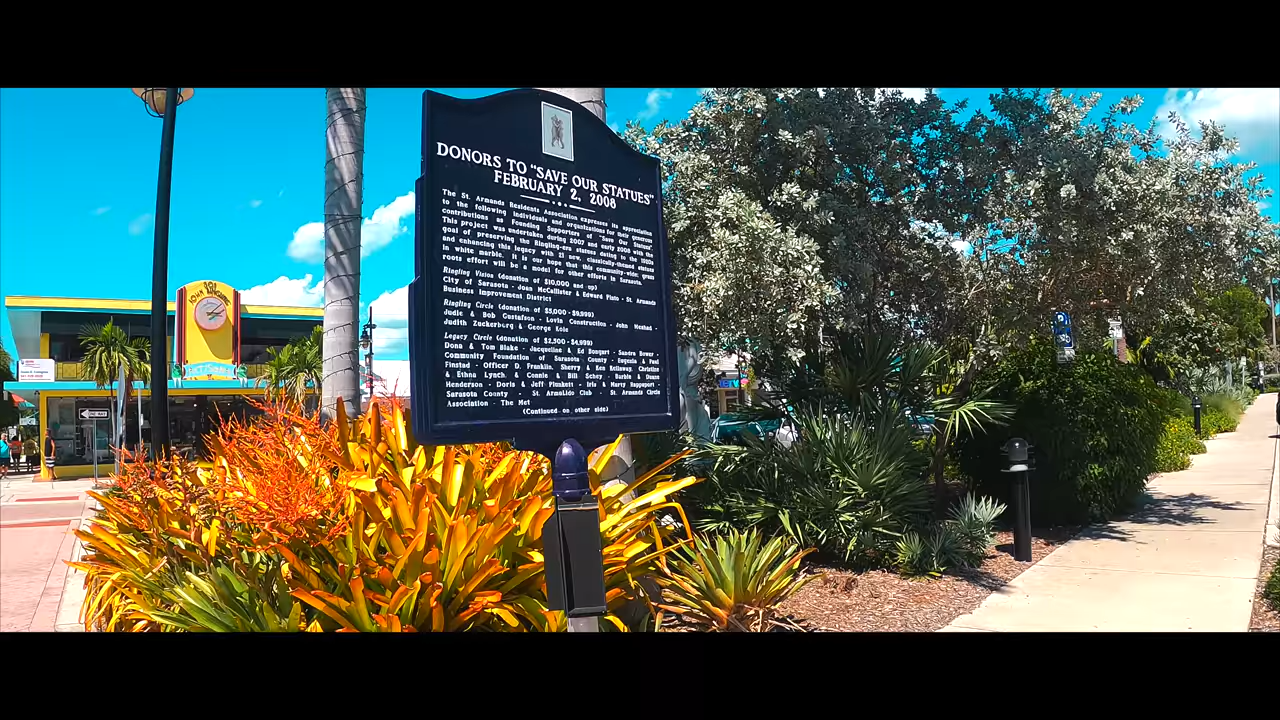 DONORS TO "SAVE OUR STATUES"
FEBRUARY 2, 2008
The St. Armands Residents Association expresses its appreciation
to the following individuals and organizations for their generous
contributions as Founding Supporters of "Save Our Statues"
This project was undertaken during 2007 and early 2008 with the
goal of preserving the Ringling-era statues dating to the 1920s
and enhancing this legacy with 21 new, classically-themed statues
in white marble. It is our hope that this community-wide, grass
roots effort will be a model for other efforts in Sarasota.
Ringling Vision (donation of $10,000 and up)
City of Sarasota - Joan McCallister & Edward Pinto - St. Armands
Business Improvement District
Ringling Circle (donation of $5,000 - $9,999)
Judie & Bob Gustafson - Lovin Construction - John Meshad -
Judith Zuckerberg & George Kole
Legacy Circle (donation of $2,500 - $4,999)
Dona & Tom Blake - Jacqueline & Ed Bongart - Sandra Bower -
Community Foundation of Sarasota County - Eugenia & Paul
Finstad - Officer D. Franklin, Sherry & Ken Kellaway, Christine
& Ethna Lynch, & Connie & Bill Schey - Burble & Duane
Henderson - Doris & Jeff Plunkett - Iris & Marty Rappaport -
Sarasota County - St. Armalido Club - St. Armands Circle
Association - The Met
(Continued on other side)
ONE WAY